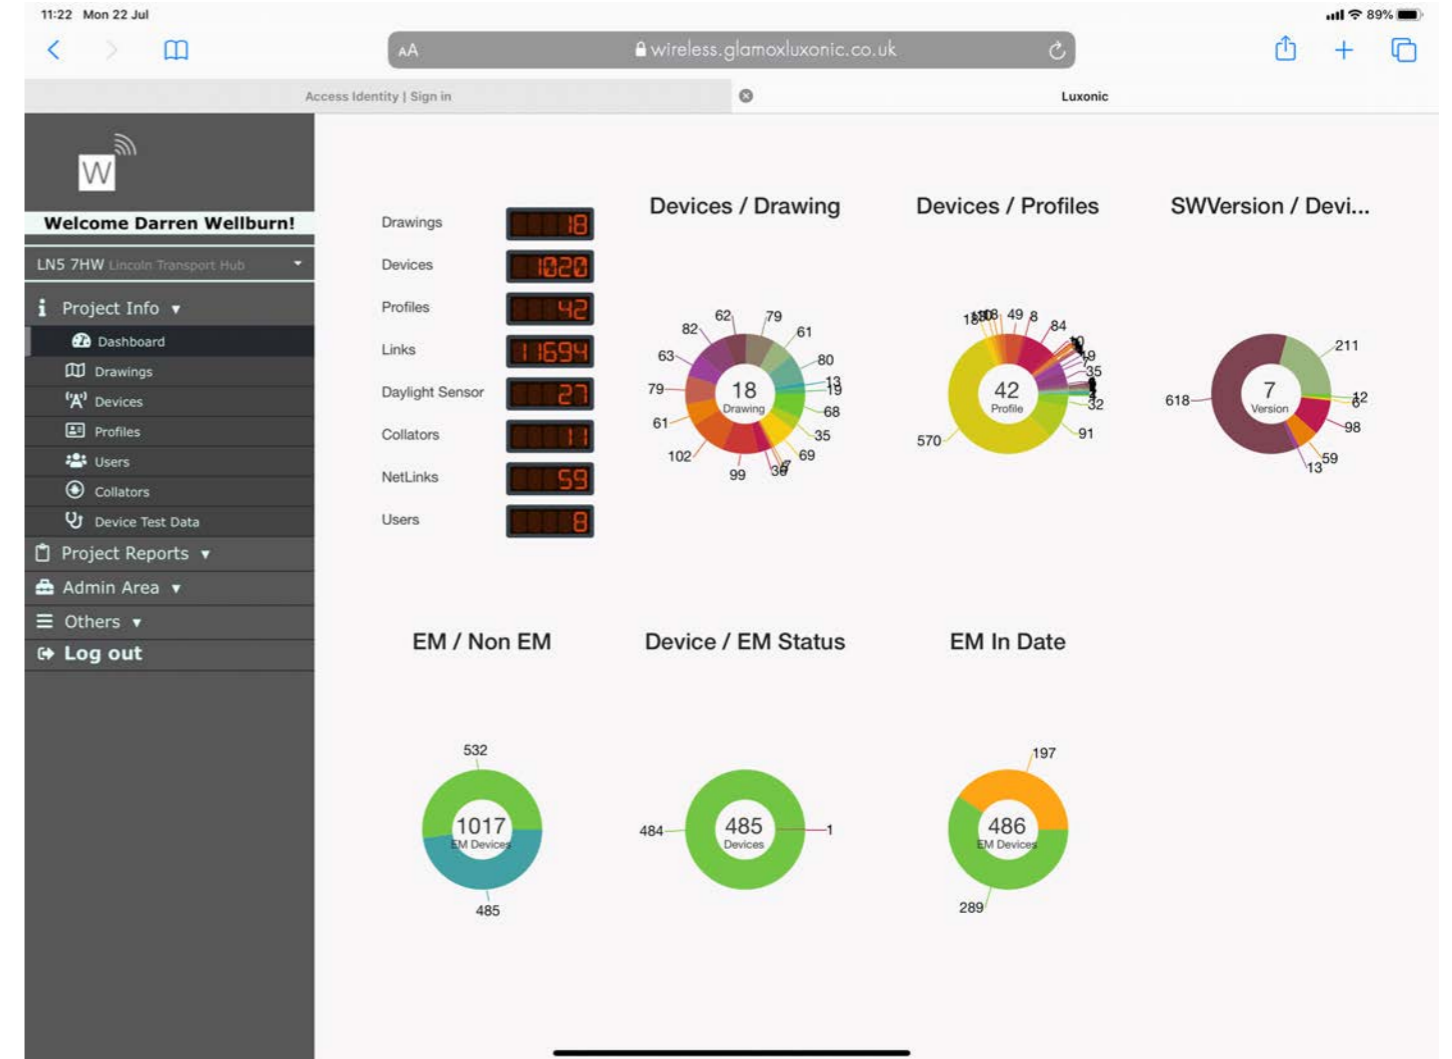 11:22 Mon 22 Jul
89%
AA
wireless.glamoxluxonic.co.uk
Access Identity | Sign in
Luxonic
W
Welcome Darren Wellburn!
LN5 7HW Lincoln Transport Hub
Project Info
Dashboard
Drawings
Devices
Profiles
Users
Collators
Device Test Data
Project Reports
Admin Area
Others
Log out
Drawings 18
Devices 1020
Profiles 42
Links 11694
Daylight Sensor 27
Collators 11
NetLinks 59
Users 8
Devices / Drawing
62
79
82
61
63
80
13
19
79
18
Drawing
68
61
35
102
69
99
Devices / Profiles
49
8
84
19
35
42
Profile
32
570
91
SWVersion / Devi...
211
618
7
Version
12
6
98
59
13
EM / Non EM
532
1017
EM Devices
485
Device / EM Status
484
485
Devices
1
EM In Date
197
486
EM Devices
289